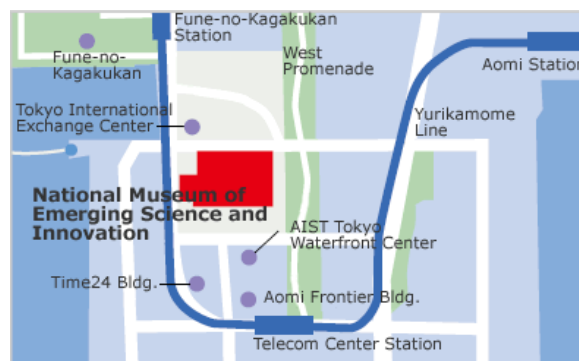 Fune-no-Kagakukan
Station
Fune-no-
Kagakukan
West
Promenade
Aomi Station
Tokyo International
Exchange Center
Yurikamome
Line
National Museum of
Emerging Science and
Innovation
AIST Tokyo
Waterfront Center
Time24 Bldg.
Aomi Frontier Bldg.
Telecom Center Station